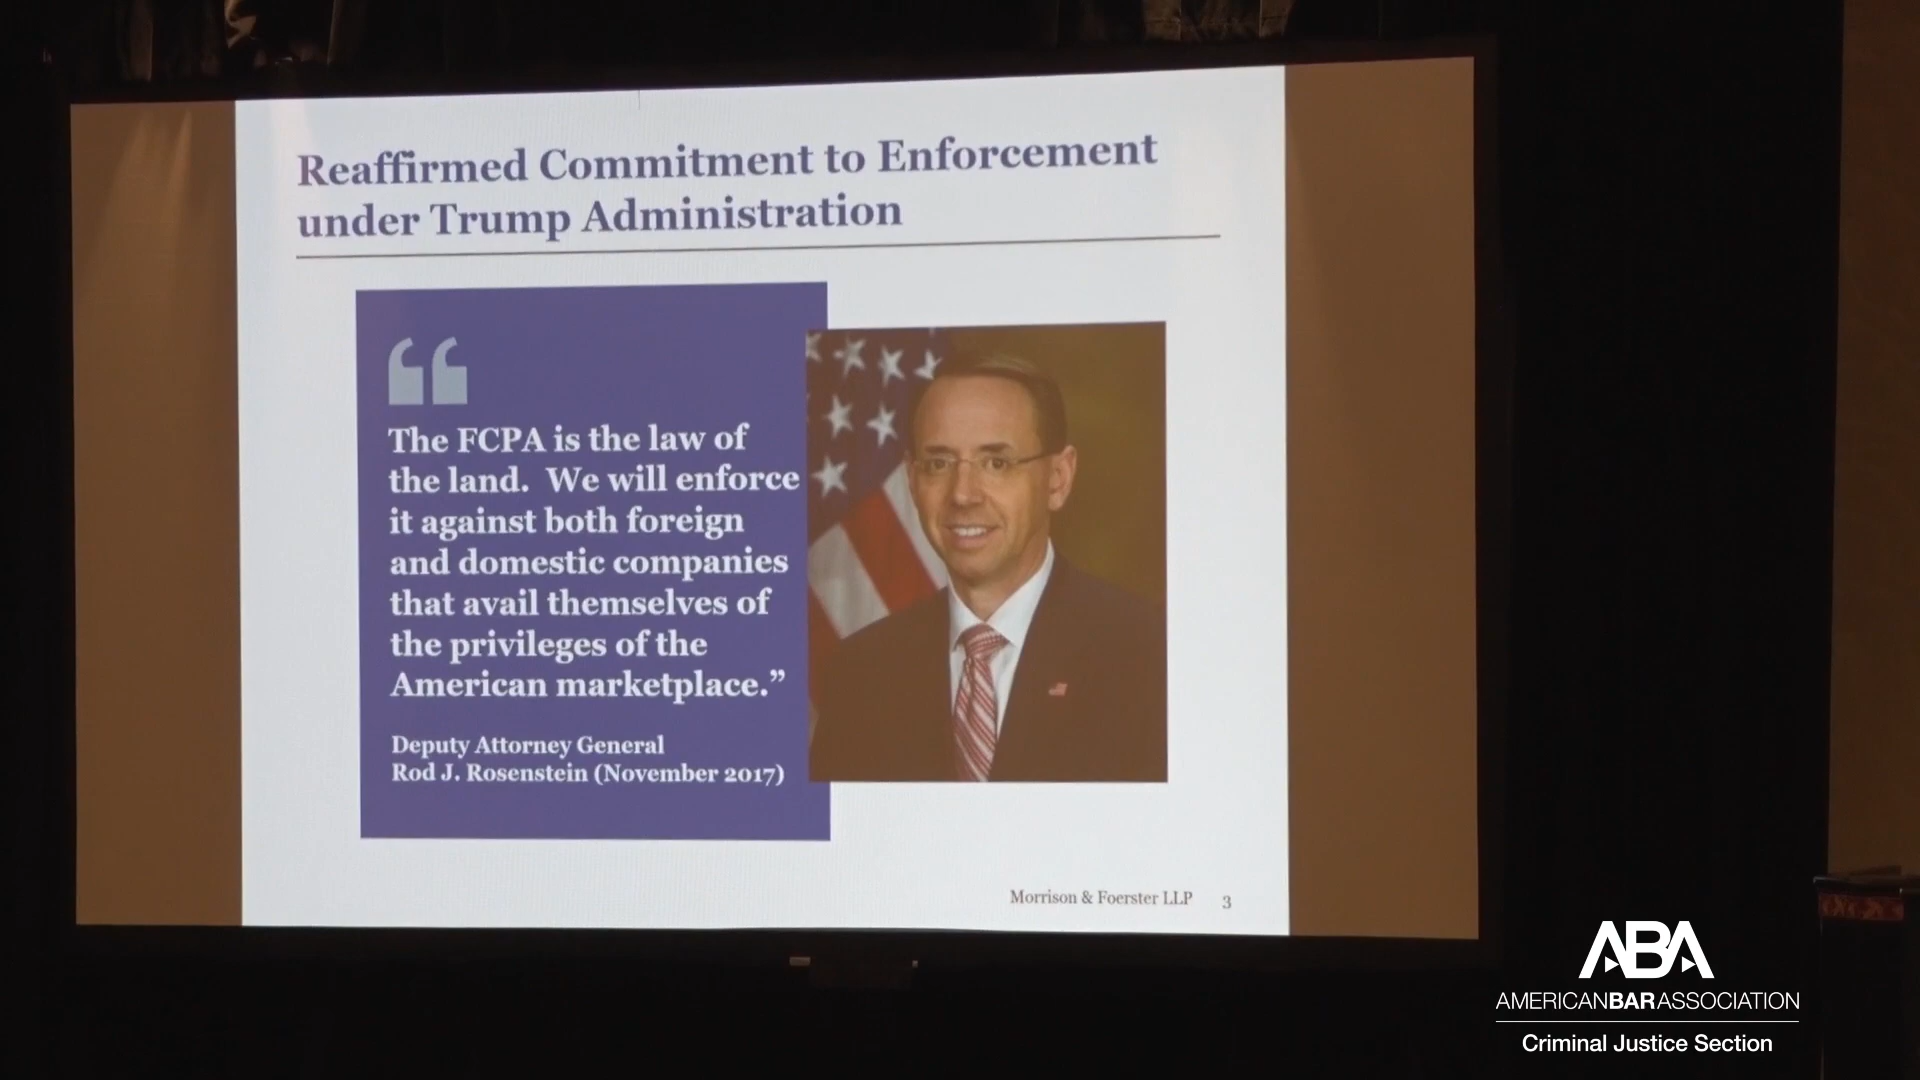 Reaffirmed Commitment to Enforcement
under Trump Administration
“
The FCPA is the law of
the land.  We will enforce
it against both foreign
and domestic companies
that avail themselves of
the privileges of the
American marketplace.”
Deputy Attorney General
Rod J. Rosenstein (November 2017)
Morrison & Foerster LLP 3
ABA
AMERICANBARASSOCIATION
Criminal Justice Section